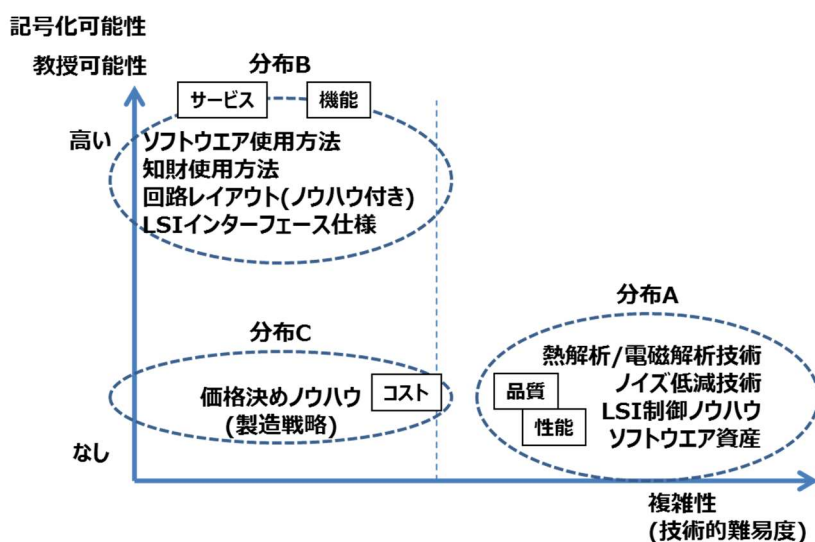 記号化可能性
教授可能性
分布B
サービス
機能
高い
ソフトウエア使用方法
知財使用方法
回路レイアウト(ノウハウ付き)
LSIインターフェース仕様
分布A
分布C
熱解析/電磁解析技術
価格決めノウハウ
(製造戦略)
コスト
品質
性能
ノイズ低減技術
LSI制御ノウハウ
ソフトウエア資産
なし
複雑性
(技術的難易度)